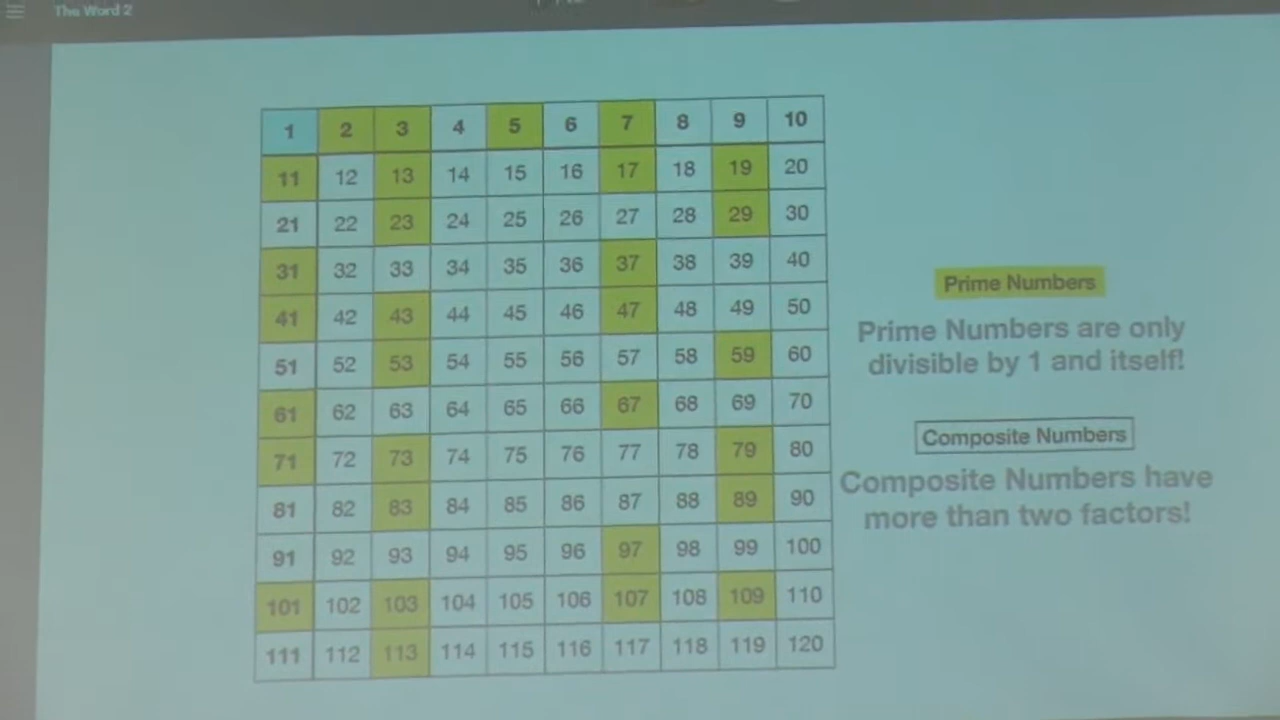 The Word 2
1 2 3 4 5 6 7 8 9 10
11 12 13 14 15 16 17 18 19 20
21 22 23 24 25 26 27 28 29 30
31 32 33 34 35 36 37 38 39 40
41 42 43 44 45 46 47 48 49 50
51 52 53 54 55 56 57 58 59 60
61 62 63 64 65 66 67 68 69 70
71 72 73 74 75 76 77 78 79 80
81 82 83 84 85 86 87 88 89 90
91 92 93 94 95 96 97 98 99 100
101 102 103 104 105 106 107 108 109 110
111 112 113 114 115 116 117 118 119 120
Prime Numbers
Prime Numbers are only
divisible by 1 and itself!
Composite Numbers
Composite Numbers have
more than two factors!